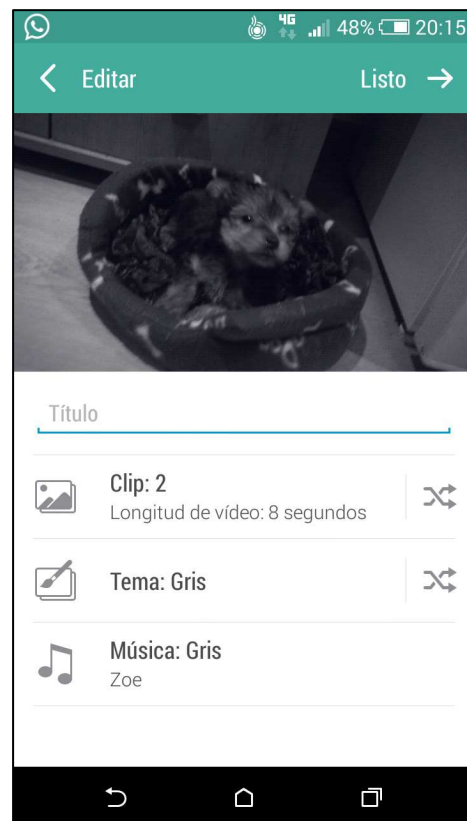 4G 48% 20:15
Editar Listo
Título
Clip: 2
Longitud de vídeo: 8 segundos
Tema: Gris
Música: Gris
Zoe